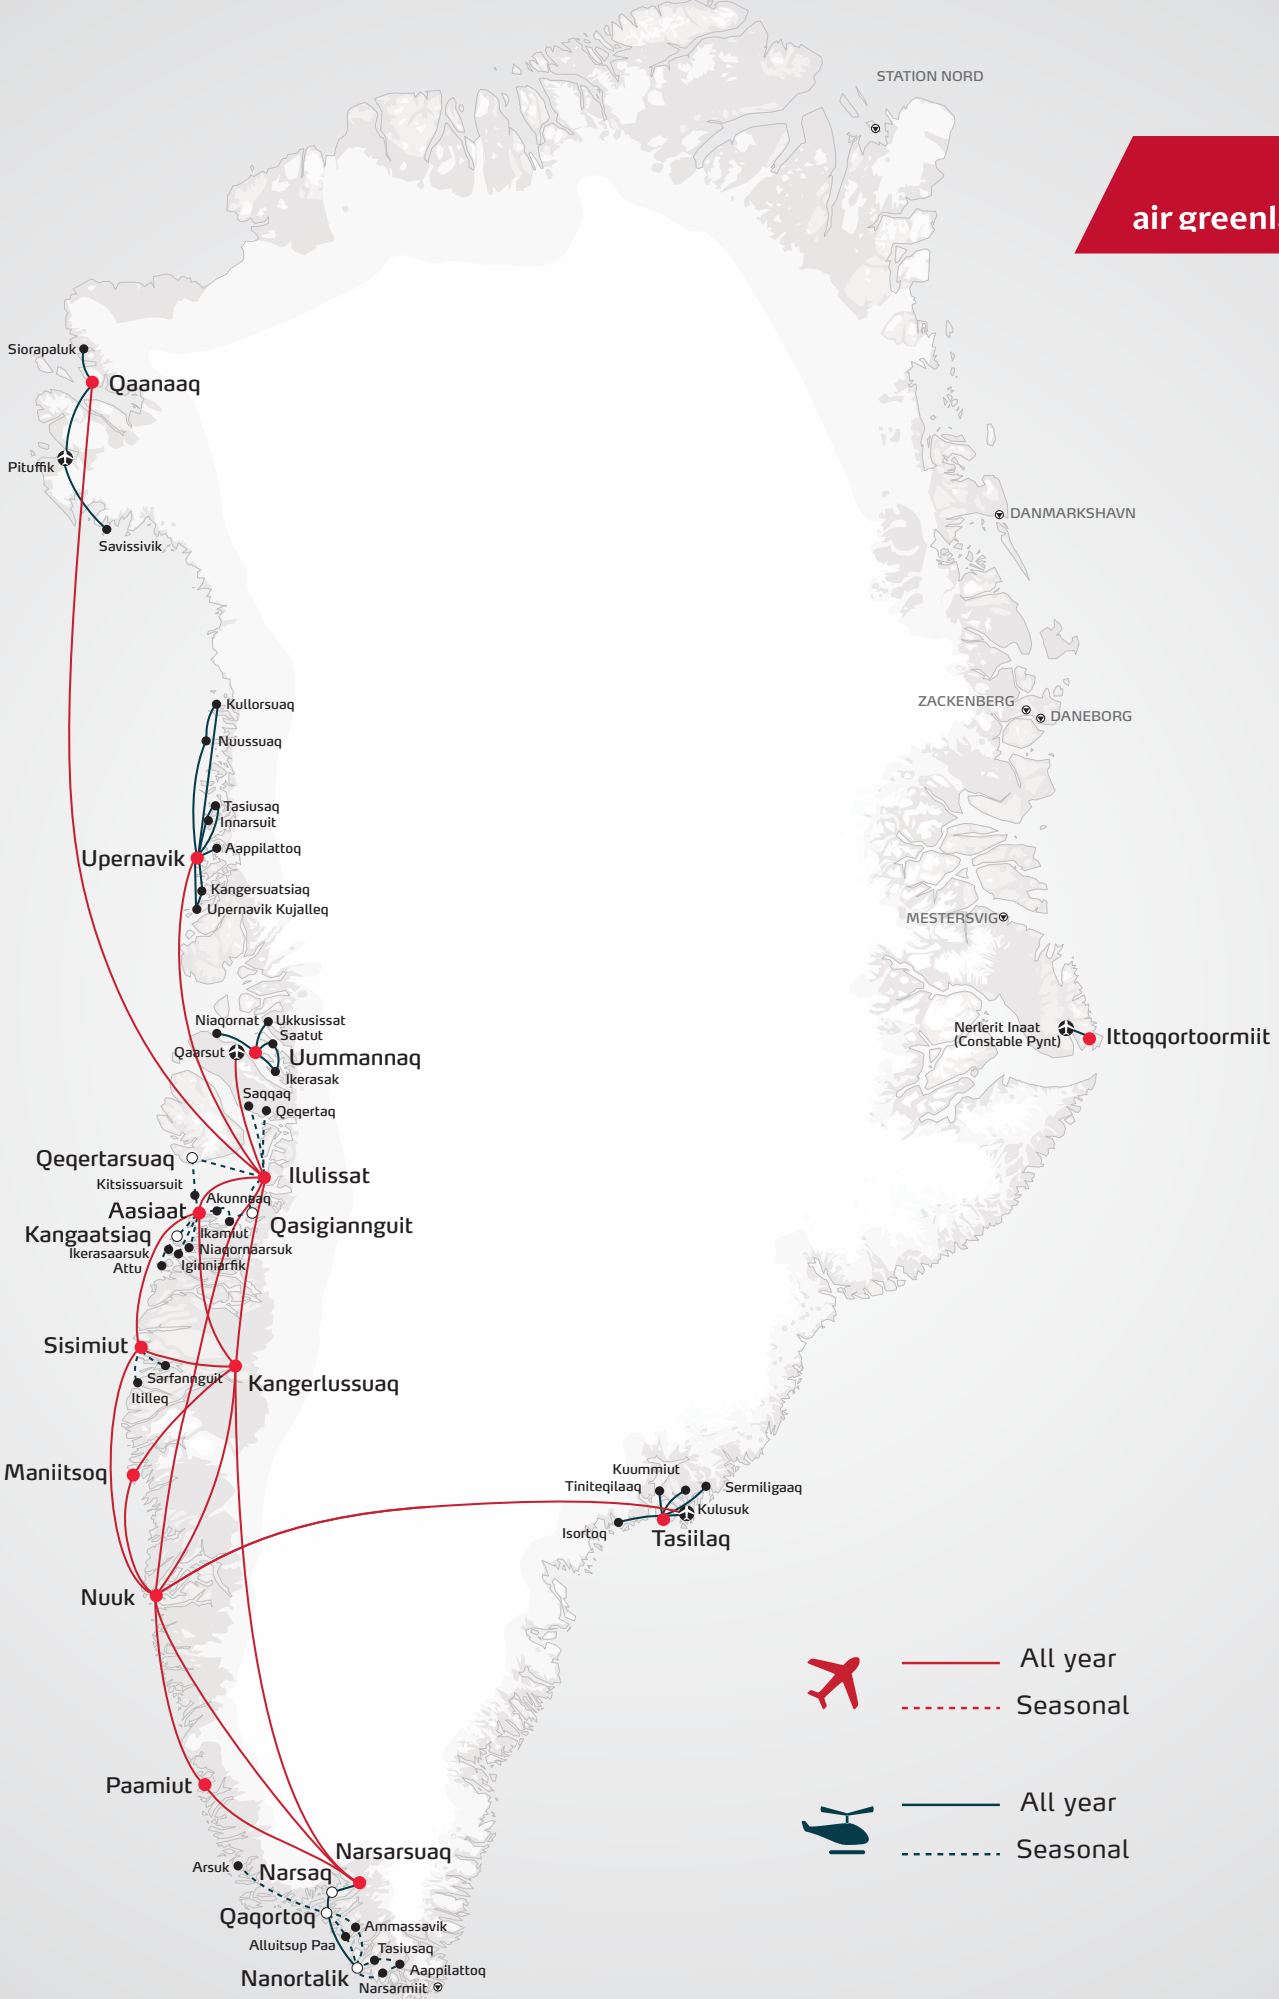 STATION NORD
air greenl
Siorapaluk
Qaanaaq
Pituffik
Savissivik
DANMARKSHAVN
Kullorsuaq
Nuussuaq
ZACKENBERG
DANEBORG
Tasiusaq
Innarsuit
Aappilattoq
Upernavik
Kangersuatsiaq
Upernavik Kujalleq
MESTERSVIG
Niaqornat
Ukkusissat
Saatut
Qaarsut
Uummannaq
Ikerasak
Nerlerit Inaat
(Constable Pynt)
Ittoqqortoormiit
Saqqaq
Qeqertaq
Qeqertarsuaq
Ilulissat
Kitsissuarsuit
Akunnaaq
Aasiaat
Qasigiannguit
Kangaatsiaq
Ikamiut
Ikerasaarsuk
Niaqornaarsuk
Attu
Iginniarfik
Sisimiut
Sarfannguit
Kangerlussuaq
Itilleq
Maniitsoq
Kuummiut
Tiniteqilaaq
Sermiligaaq
Kulusuk
Isortoq
Tasiilaq
Nuuk
All year
Seasonal
Paamiut
All year
Seasonal
Narsarsuaq
Arsuk
Narsaq
Qaqortoq
Ammassavik
Alluitsup Paa
Tasiusaq
Aappilattoq
Nanortalik
Narsarmiit